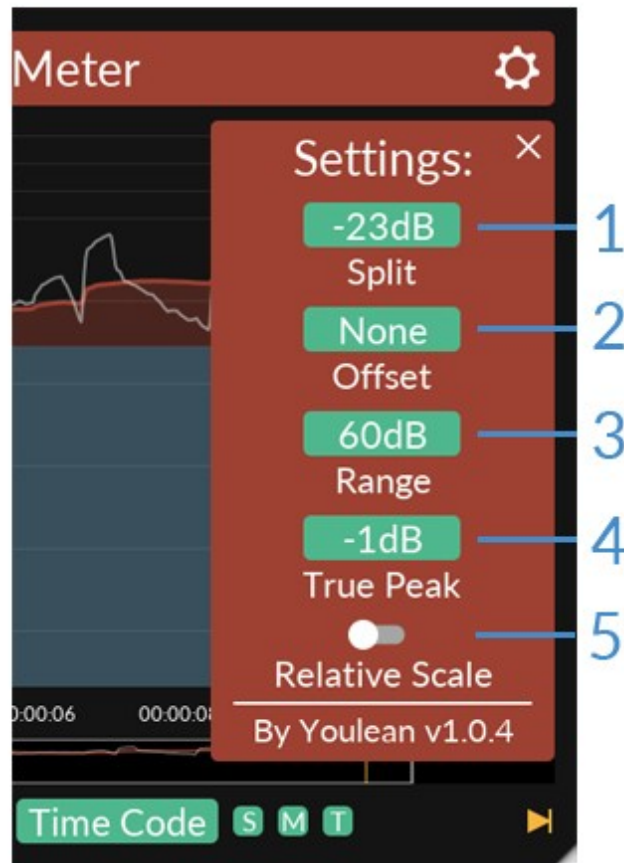 Meter
Settings:
-23dB
1
Split
None
2
Offset
60dB
3
Range
-1dB
4
True Peak
5
Relative Scale
By Youlean v1.0.4
0:00:06 00:00:0
Time Code S M T